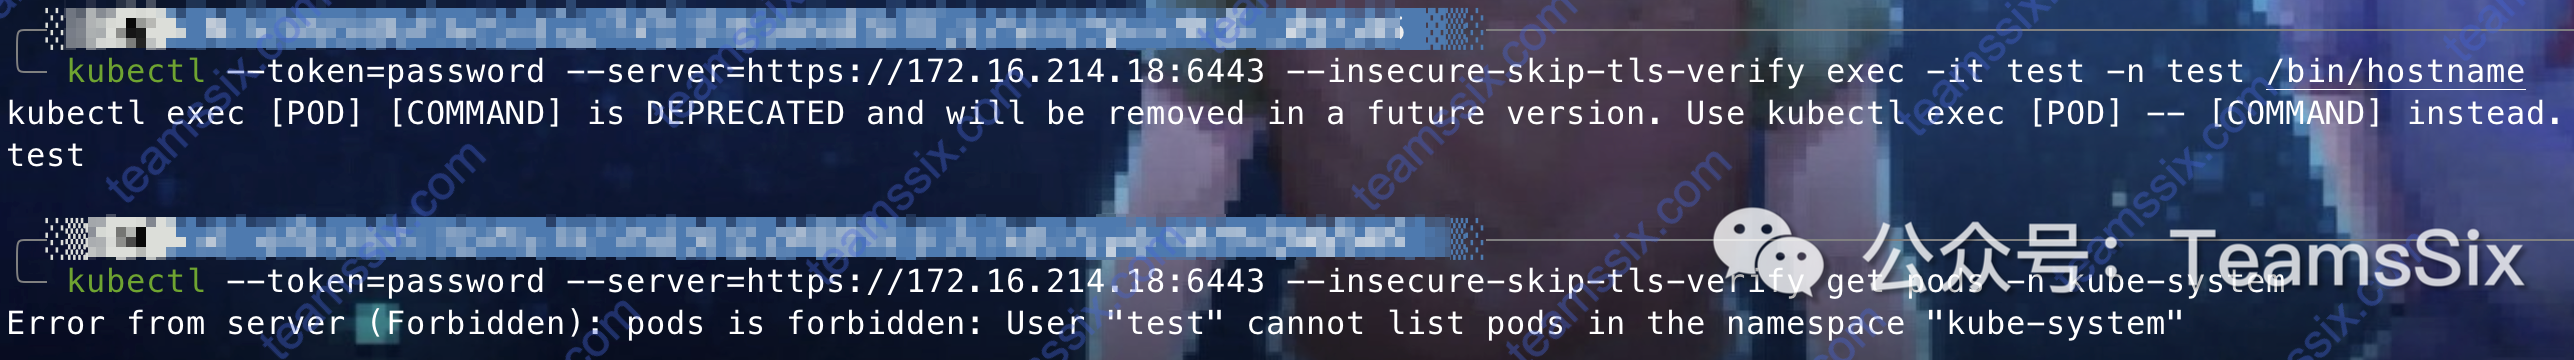 kubectl --token=password --server=https://172.16.214.18:6443 --insecure-skip-tls-verify exec -it test -n test /bin/hostname
kubectl exec [POD] [COMMAND] is DEPRECATED and will be removed in a future version. Use kubectl exec [POD] -- [COMMAND] instead.
test
kubectl --token=password --server=https://172.16.214.18:6443 --insecure-skip-tls-verify get pods -n kube-system
Error from server (Forbidden): pods is forbidden: User "test" cannot list pods in the namespace "kube-system"
公众号：TeamsSix
teamssix.com